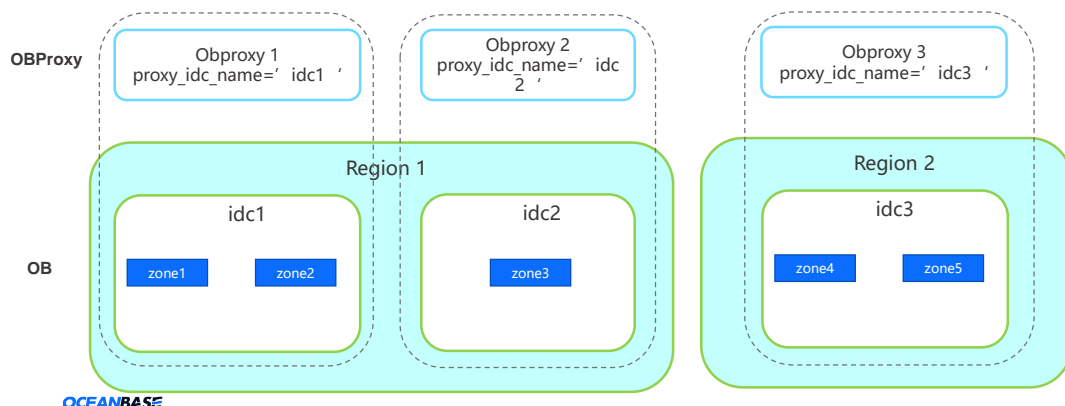 OBProxy
Obproxy 1
proxy_idc_name=’ idc1 ‘
Obproxy 2
proxy_idc_name=’ idc
2 ‘
Obproxy 3
proxy_idc_name=’ idc3 ‘
Region 1
Region 2
idc1
idc2
idc3
OB
zone1
zone2
zone3
zone4
zone5
OCEANBASE